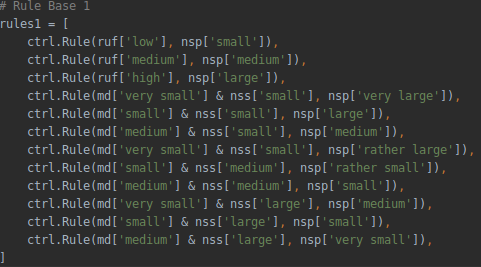 # Rule Base 1
rules1 = [
    ctrl.Rule(ruf['low'], nsp['small']),
    ctrl.Rule(ruf['medium'], nsp['medium']),
    ctrl.Rule(ruf['high'], nsp['large']),
    ctrl.Rule(md['very small'] & nss['small'], nsp['very large']),
    ctrl.Rule(md['small'] & nss['small'], nsp['large']),
    ctrl.Rule(md['medium'] & nss['small'], nsp['medium']),
    ctrl.Rule(md['very small'] & nss['small'], nsp['rather large']),
    ctrl.Rule(md['small'] & nss['medium'], nsp['rather small']),
    ctrl.Rule(md['medium'] & nss['medium'], nsp['small']),
    ctrl.Rule(md['very small'] & nss['large'], nsp['medium']),
    ctrl.Rule(md['small'] & nss['large'], nsp['small']),
    ctrl.Rule(md['medium'] & nss['large'], nsp['very small']),
]